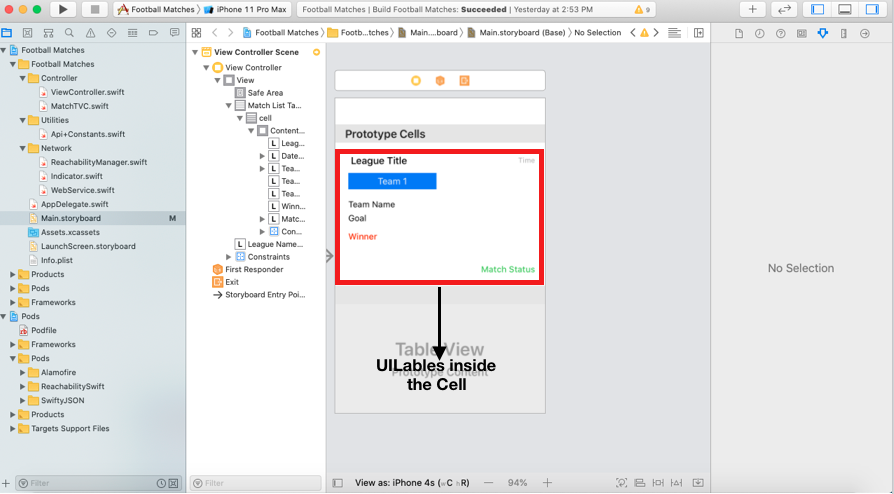 Football Matches > iPhone 11 Pro Max
Football Matches | Build Football Matches: Succeeded | Yesterday at 2:53 PM
9
Football Matches
Footb...tches
Main....board
Main.storyboard (Base)
No Selection
Football Matches
Football Matches
Controller
ViewController.swift
MatchTVC.swift
Utilities
Api+Constants.swift
Network
ReachabilityManager.swift
Indicator.swift
WebService.swift
AppDelegate.swift
Main.storyboard M
Assets.xcassets
LaunchScreen.storyboard
Info.plist
Products
Pods
Frameworks
Pods
Podfile
Frameworks
Pods
Alamofire
ReachabilitySwift
SwiftyJSON
Products
Targets Support Files
Filter
View Controller Scene
View Controller
View
Safe Area
Match List Ta...
cell
Content...
L Leag...
L Date...
L Tea...
L Tea...
L Tea...
L Winn...
L Matc...
Con...
L League Name...
Constraints
First Responder
Exit
Storyboard Entry Poi...
Filter
Prototype Cells
League Title
Time
Team 1
Team Name
Goal
Winner
Match Status
Table View
Prototype Content
UILables inside
the Cell
View as: iPhone 4s (wC hR)
94%
No Selection